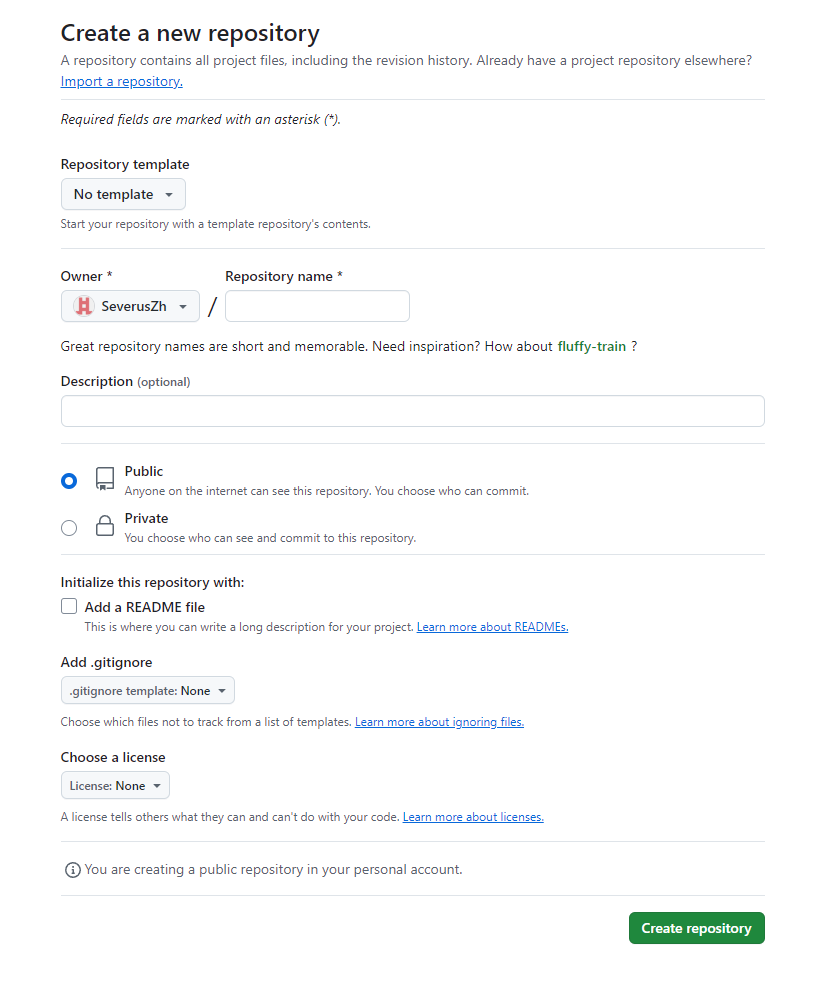 Create a new repository
A repository contains all project files, including the revision history. Already have a project repository elsewhere?
Import a repository.
Required fields are marked with an asterisk (*).
Repository template
No template
Start your repository with a template repository's contents.
Owner * Repository name *
SeverusZh /
Great repository names are short and memorable. Need inspiration? How about fluffy-train ?
Description (optional)
Public
Anyone on the internet can see this repository. You choose who can commit.
Private
You choose who can see and commit to this repository.
Initialize this repository with:
Add a README file
This is where you can write a long description for your project. Learn more about READMEs.
Add .gitignore
.gitignore template: None
Choose which files not to track from a list of templates. Learn more about ignoring files.
Choose a license
License: None
A license tells others what they can and can't do with your code. Learn more about licenses.
You are creating a public repository in your personal account.
Create repository